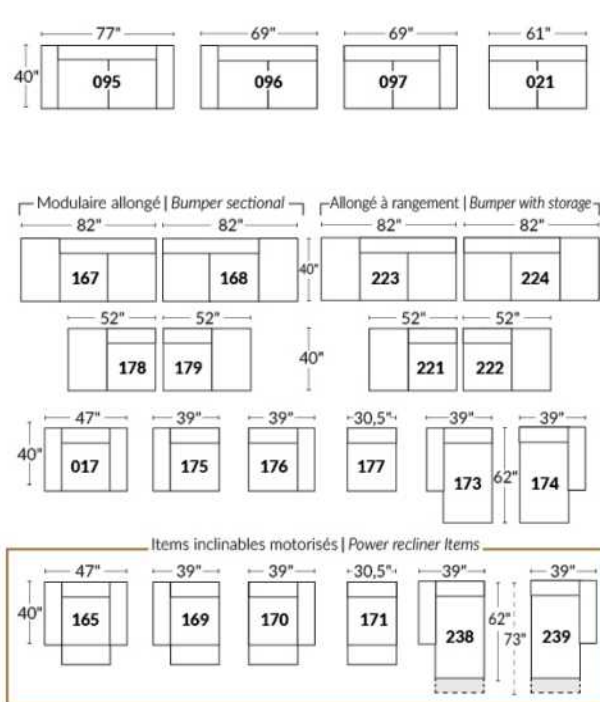 77" 69" 69" 61"
40" 095 096 097 021
Modulaire allongé | Bumper sectional Allongé à rangement | Bumper with storage
82" 82" 82" 82"
167 168 40" 223 224
52" 52" 52" 52"
178 179 40" 221 222
47" 39" 39" 30,5" 39" 39"
40" 017 175 176 177 173 62" 174
Items inclinables motorisés | Power recliner Items
47" 39" 39" 30,5" 39" 39"
40" 165 169 170 171 238 62" 73" 239